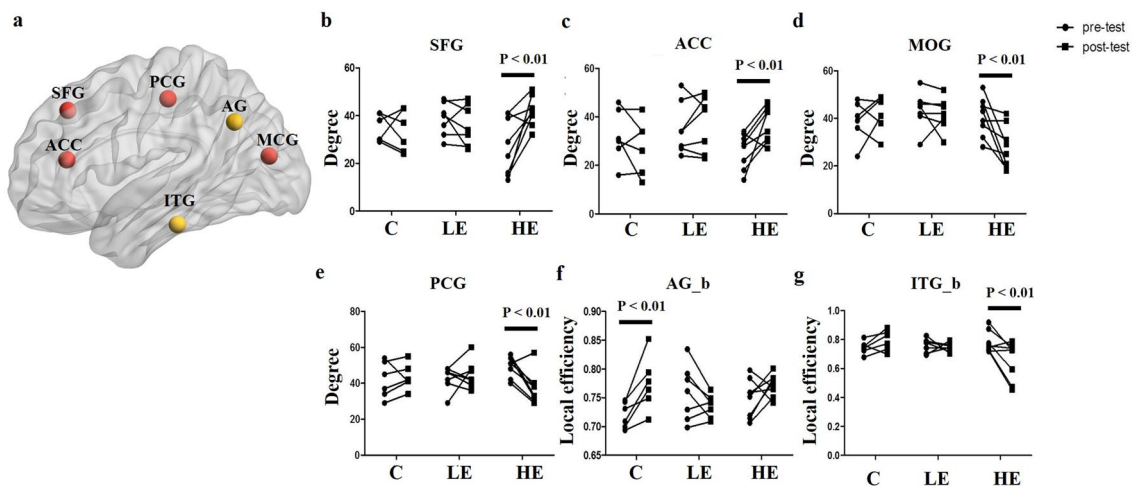 a
SFG
PCG
AG
ACC
MCG
ITG
b
SFG
P < 0.01
Degree
60
40
20
0
C LE HE
c
ACC
P < 0.01
Degree
60
40
20
0
C LE HE
d
MOG
P < 0.01
Degree
60
40
20
0
C LE HE
pre-test
post-test
e
PCG
P < 0.01
Degree
80
60
40
20
0
C LE HE
f
AG_b
P < 0.01
Local efficiency
0.90
0.85
0.80
0.75
0.70
0.65
C LE HE
g
ITG_b
P < 0.01
Local efficiency
1.0
0.8
0.6
0.4
0.2
0.0
C LE HE